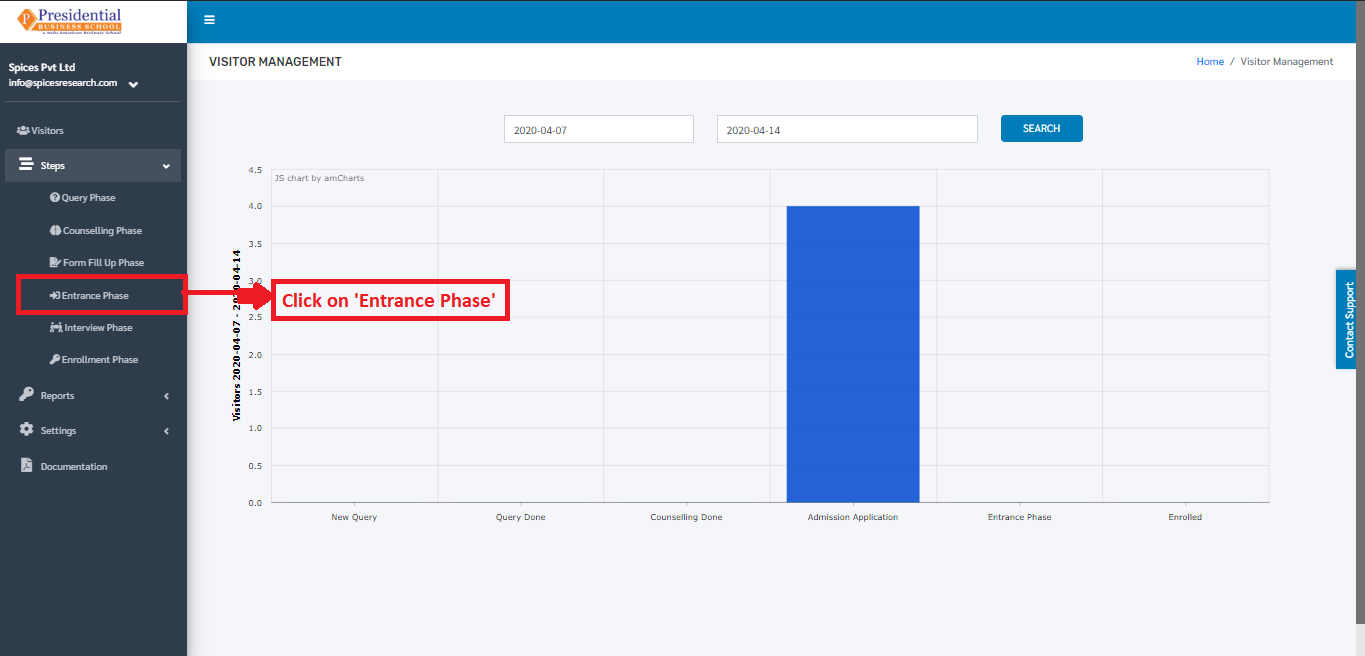 Presidential
BUSINESS SCHOOL
VISITOR MANAGEMENT
Home / Visitor Management
Spices Pvt Ltd
info@spicesresearch.com
Visitors
Steps
Query Phase
Counselling Phase
Form Fill Up Phase
Entrance Phase
Interview Phase
Enrollment Phase
Reports
Settings
Documentation
2020-04-07
2020-04-14
SEARCH
JS chart by amCharts
4.5
4.0
3.5
3.0
2.5
2.0
1.5
1.0
0.5
0.0
Visitors 2020-04-07 - 2020-04-14
Click on 'Entrance Phase'
New Query
Query Done
Counselling Done
Admission Application
Entrance Phase
Enrolled
Contact Support